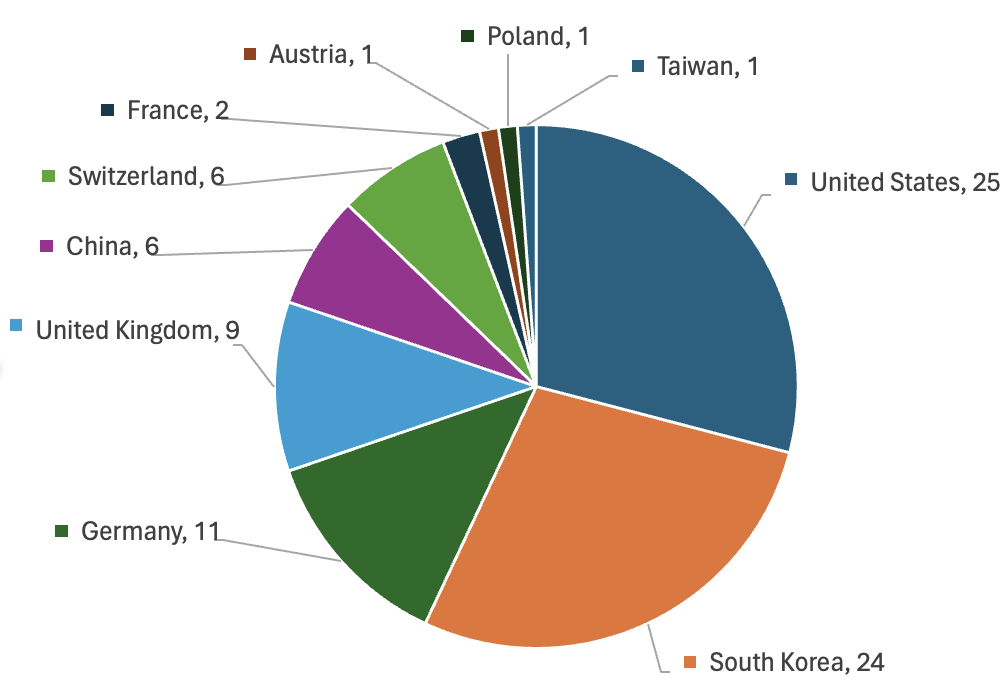 Poland, 1
Austria, 1
Taiwan, 1
France, 2
Switzerland, 6
United States, 25
China, 6
United Kingdom, 9
Germany, 11
South Korea, 24